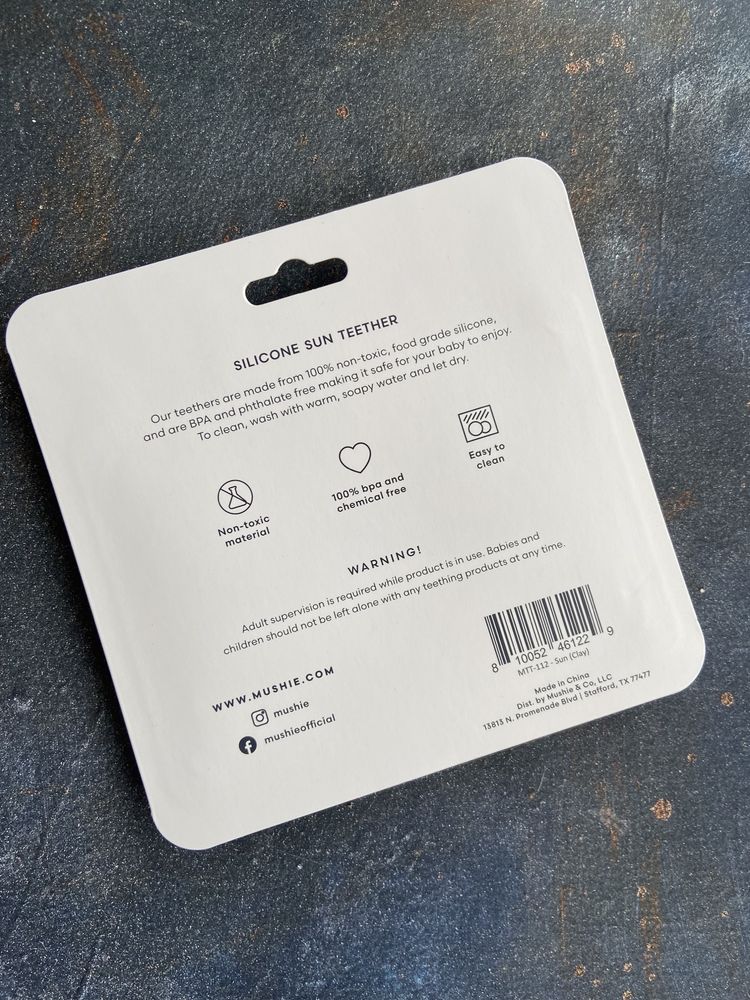 SILICONE SUN TEETHER
Our teethers are made from 100% non-toxic, food grade silicone,
and are BPA and phthalate free making it safe for your baby to enjoy.
To clean, wash with warm, soapy water and let dry.
Non-toxic
material
100% bpa and
chemical free
Easy to
clean
WARNING!
Adult supervision is required while product is in use. Babies and
children should not be left alone with any teething products at any time.
WWW.MUSHIE.COM
mushie
mushieofficial
8 10052 46122 9
MTT-112 - Sun (Clay)
Made in China
Dist. by Mushie & Co, LLC
13813 N. Promenade Blvd | Stafford, TX 77477